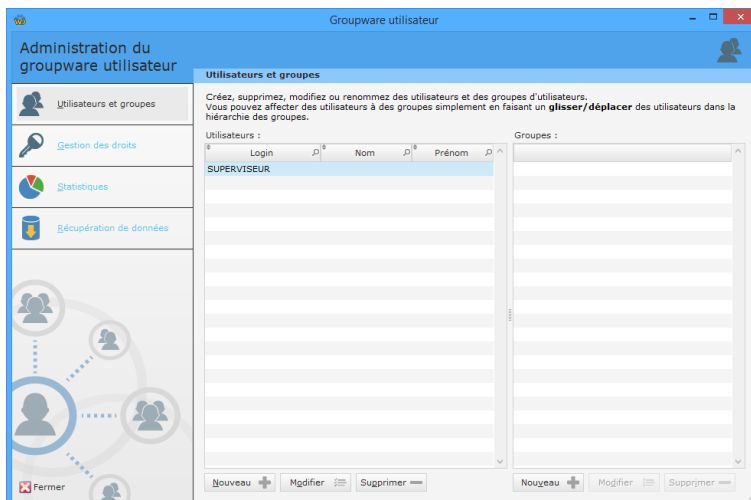 Groupware utilisateur
Administration du
groupware utilisateur
Utilisateurs et groupes
Gestion des droits
Statistiques
Récupération de données
Fermer
Utilisateurs et groupes
Créez, supprimez, modifiez ou renommez des utilisateurs et des groupes d'utilisateurs.
Vous pouvez affecter des utilisateurs à des groupes simplement en faisant un glisser/déplacer des utilisateurs dans la
hiérarchie des groupes.
Utilisateurs :
Login Nom Prénom
SUPERVISEUR
Nouveau Modifier Supprimer
Groupes :
Nouveau Modifier Supprimer